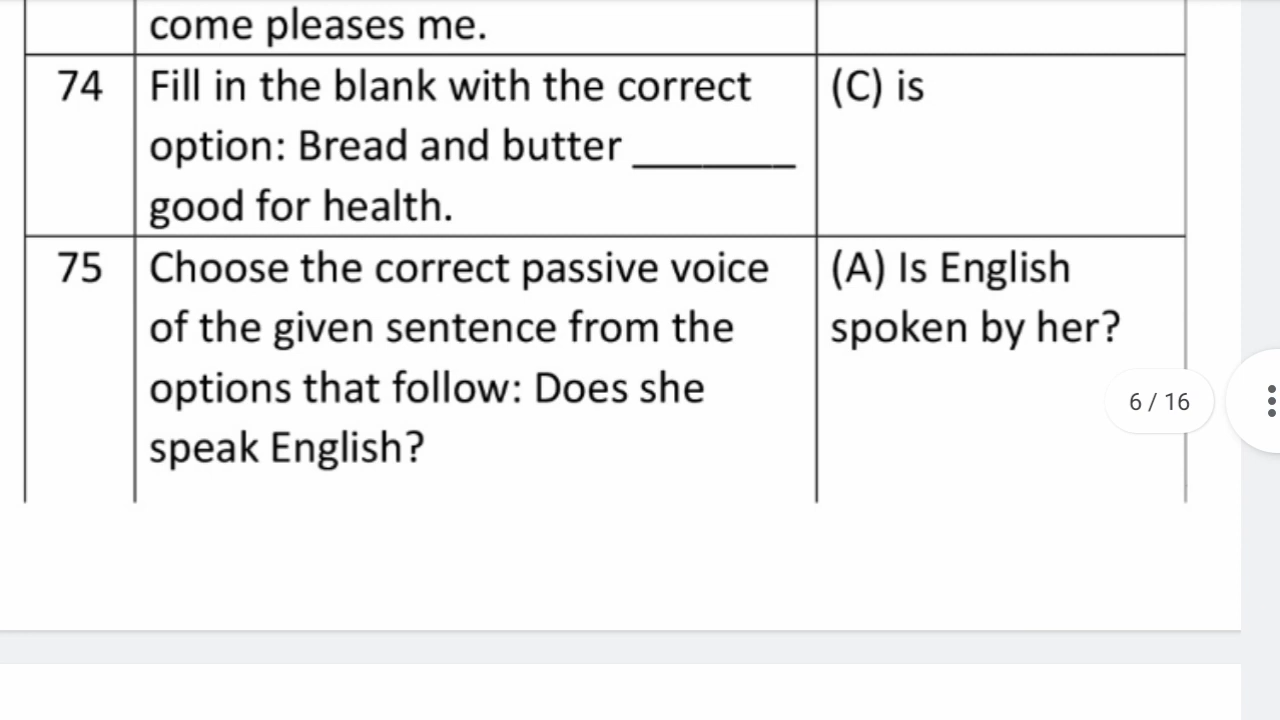 come pleases me.
74 Fill in the blank with the correct (C) is
option: Bread and butter _______
good for health.
75 Choose the correct passive voice (A) Is English
of the given sentence from the spoken by her?
options that follow: Does she
6 / 16
speak English?